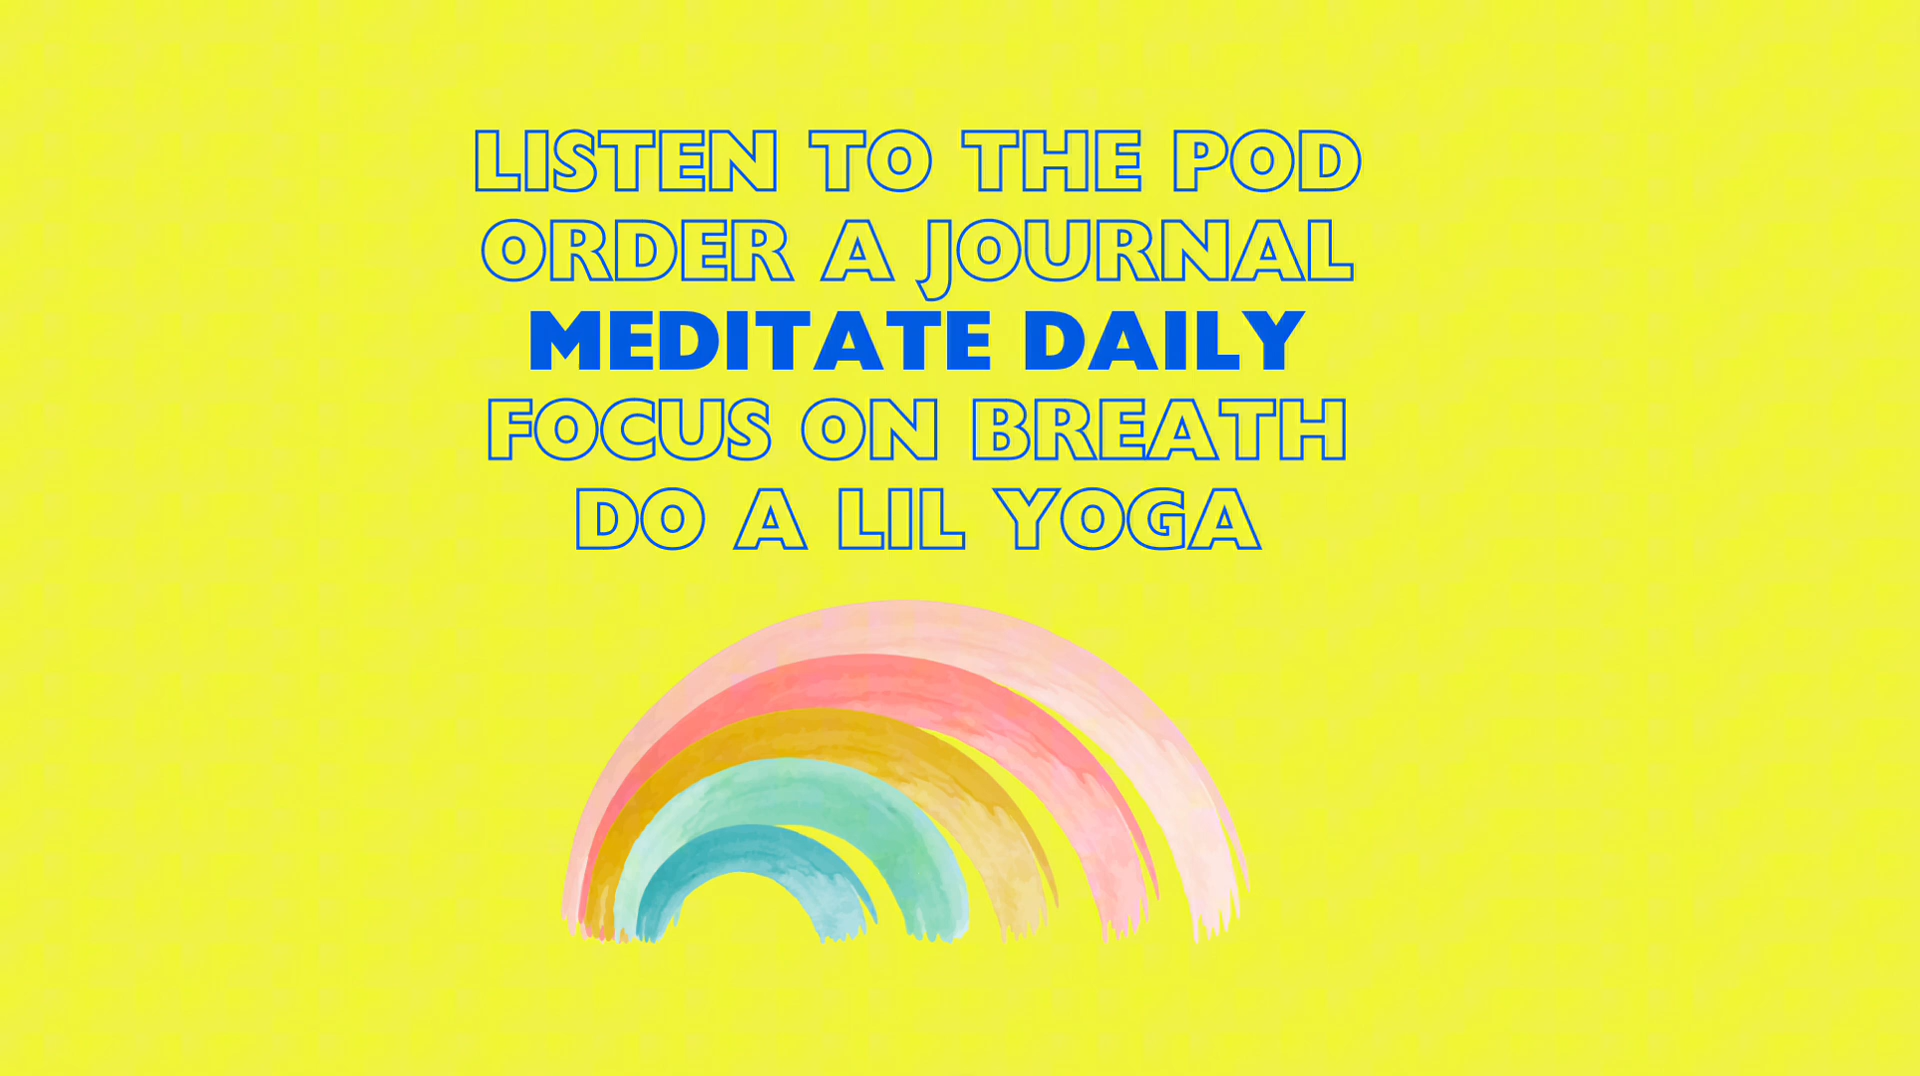 LISTEN TO THE POD
ORDER A JOURNAL
MEDITATE DAILY
FOCUS ON BREATH
DO A LIL YOGA